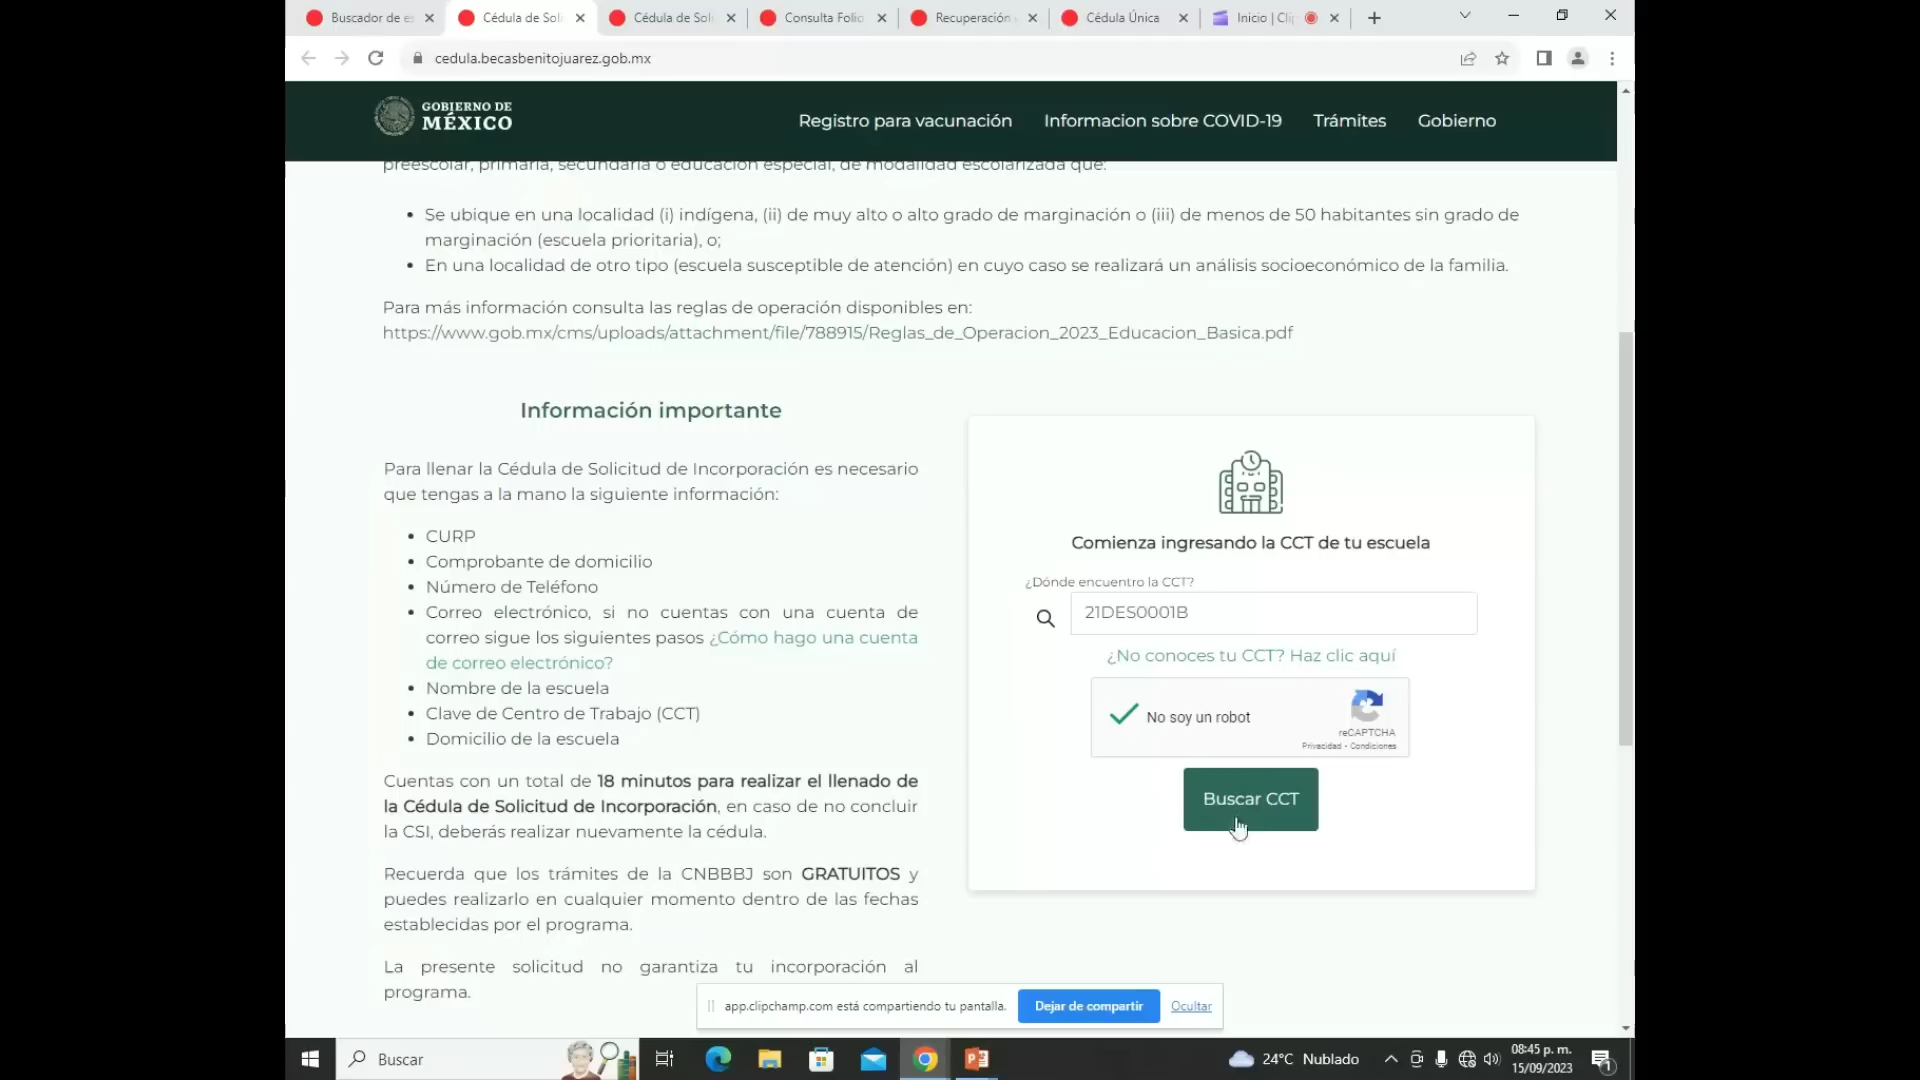 Buscador de es
Cédula de Soli
Cédula de Soli
Consulta Folio
Recuperación
Cédula Única
Inicio | Cli
cedula.becasbenitojuarez.gob.mx
GOBIERNO DE
MÉXICO
Registro para vacunación
Informacion sobre COVID-19
Trámites
Gobierno
preescolar, primaria, secundaria o educación especial, de modalidad escolarizada que:
Se ubique en una localidad (i) indígena, (ii) de muy alto o alto grado de marginación o (iii) de menos de 50 habitantes sin grado de
marginación (escuela prioritaria), o;
En una localidad de otro tipo (escuela susceptible de atención) en cuyo caso se realizará un análisis socioeconómico de la familia.
Para más información consulta las reglas de operación disponibles en:
https://www.gob.mx/cms/uploads/attachment/file/788915/Reglas_de_Operacion_2023_Educacion_Basica.pdf
Información importante
Para llenar la Cédula de Solicitud de Incorporación es necesario
que tengas a la mano la siguiente información:
CURP
Comprobante de domicilio
Número de Teléfono
Correo electrónico, si no cuentas con una cuenta de
correo sigue los siguientes pasos ¿Cómo hago una cuenta
de correo electrónico?
Nombre de la escuela
Clave de Centro de Trabajo (CCT)
Domicilio de la escuela
Cuentas con un total de 18 minutos para realizar el llenado de
la Cédula de Solicitud de Incorporación, en caso de no concluir
la CSI, deberás realizar nuevamente la cédula.
Recuerda que los trámites de la CNBBBJ son GRATUITOS y
puedes realizarlo en cualquier momento dentro de las fechas
establecidas por el programa.
La presente solicitud no garantiza tu incorporación al
programa.
Comienza ingresando la CCT de tu escuela
¿Dónde encuentro la CCT?
21DES0001B
¿No conoces tu CCT? Haz clic aquí
No soy un robot
reCAPTCHA
Privacidad - Condiciones
Buscar CCT
app.clipchamp.com está compartiendo tu pantalla.
Dejar de compartir
Ocultar
Buscar
24°C Nublado
08:45 p. m.
15/09/2023
1